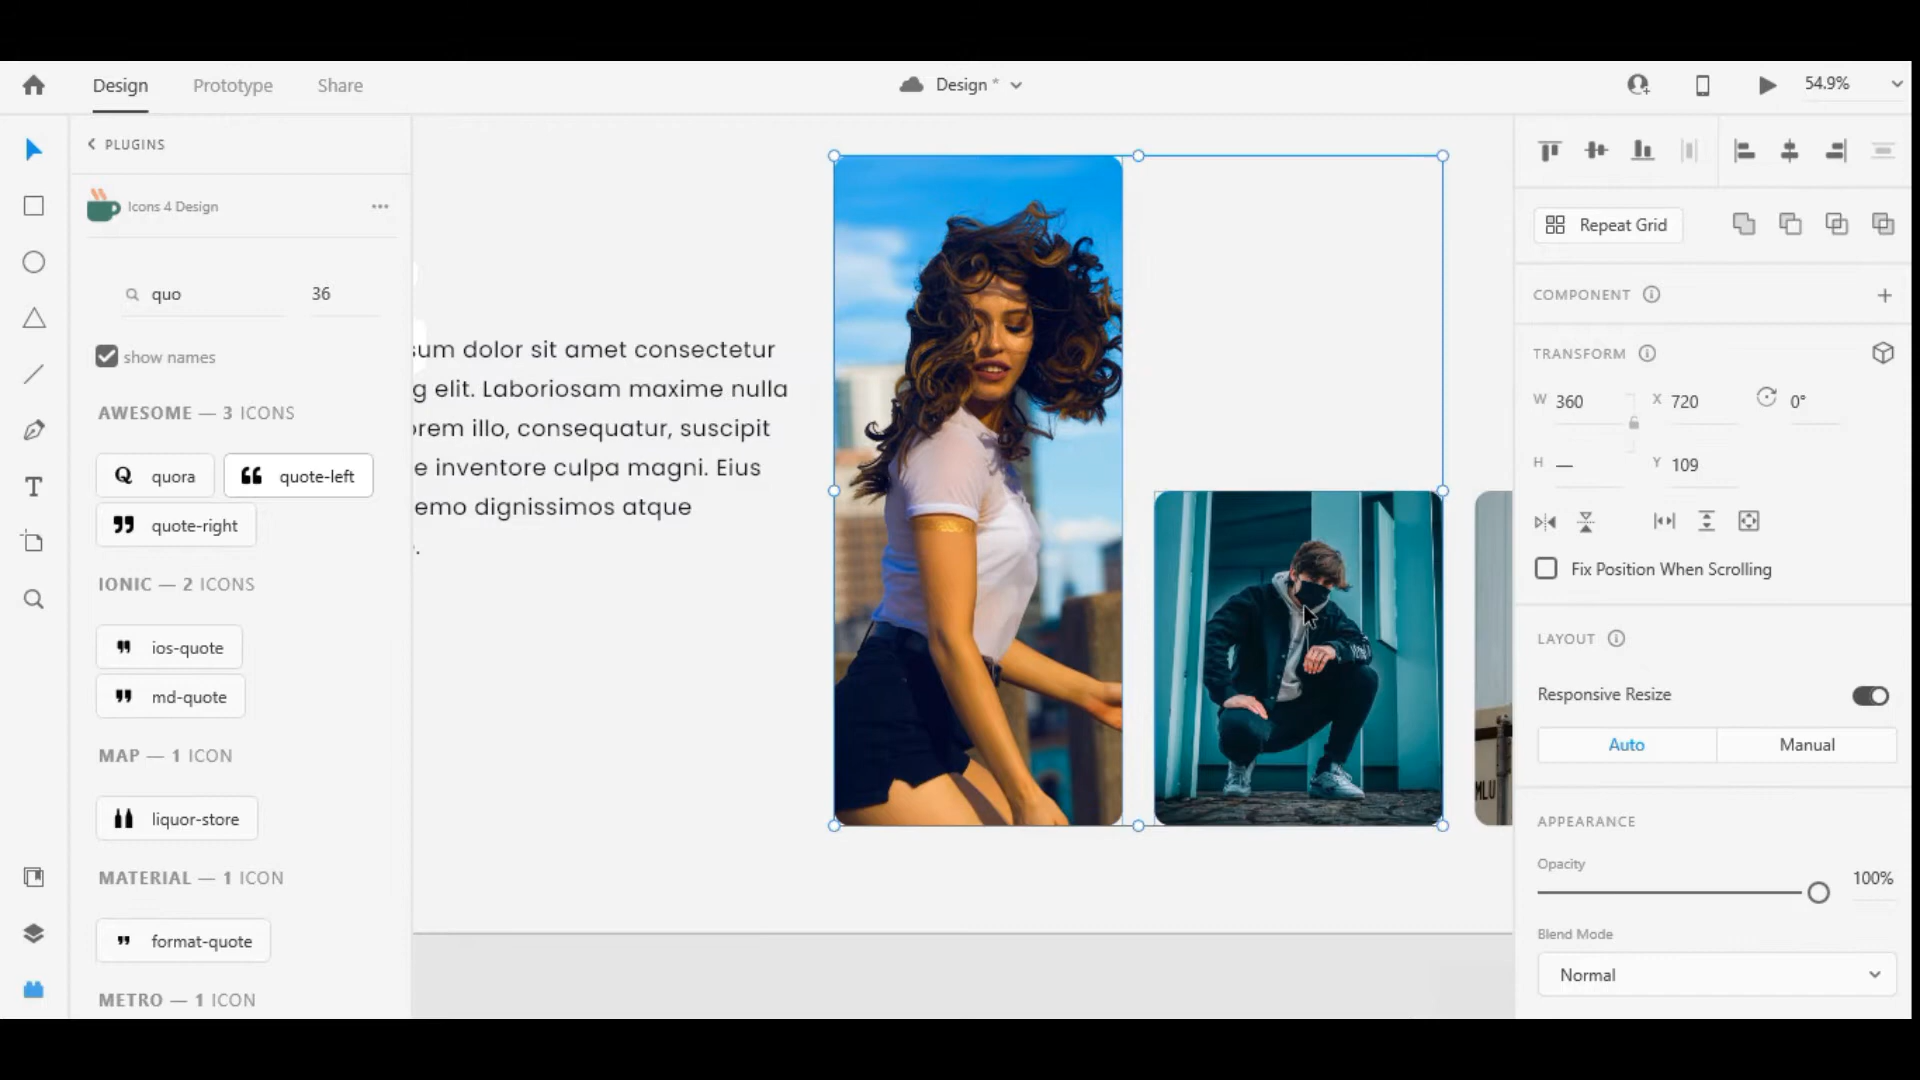 Design
Prototype
Share
Design *
54.9%
PLUGINS
Icons 4 Design
quo
36
show names
AWESOME — 3 ICONS
quora
quote-left
quote-right
IONIC — 2 ICONS
ios-quote
md-quote
MAP — 1 ICON
liquor-store
MATERIAL — 1 ICON
format-quote
METRO — 1 ICON
sum dolor sit amet consectetur
g elit. Laboriosam maxime nulla
orem illo, consequatur, suscipit
e inventore culpa magni. Eius
emo dignissimos atque
.
MLU
Repeat Grid
COMPONENT
TRANSFORM
W 360 X 720 0°
H — Y 109
Fix Position When Scrolling
LAYOUT
Responsive Resize
Auto
Manual
APPEARANCE
Opacity
100%
Blend Mode
Normal